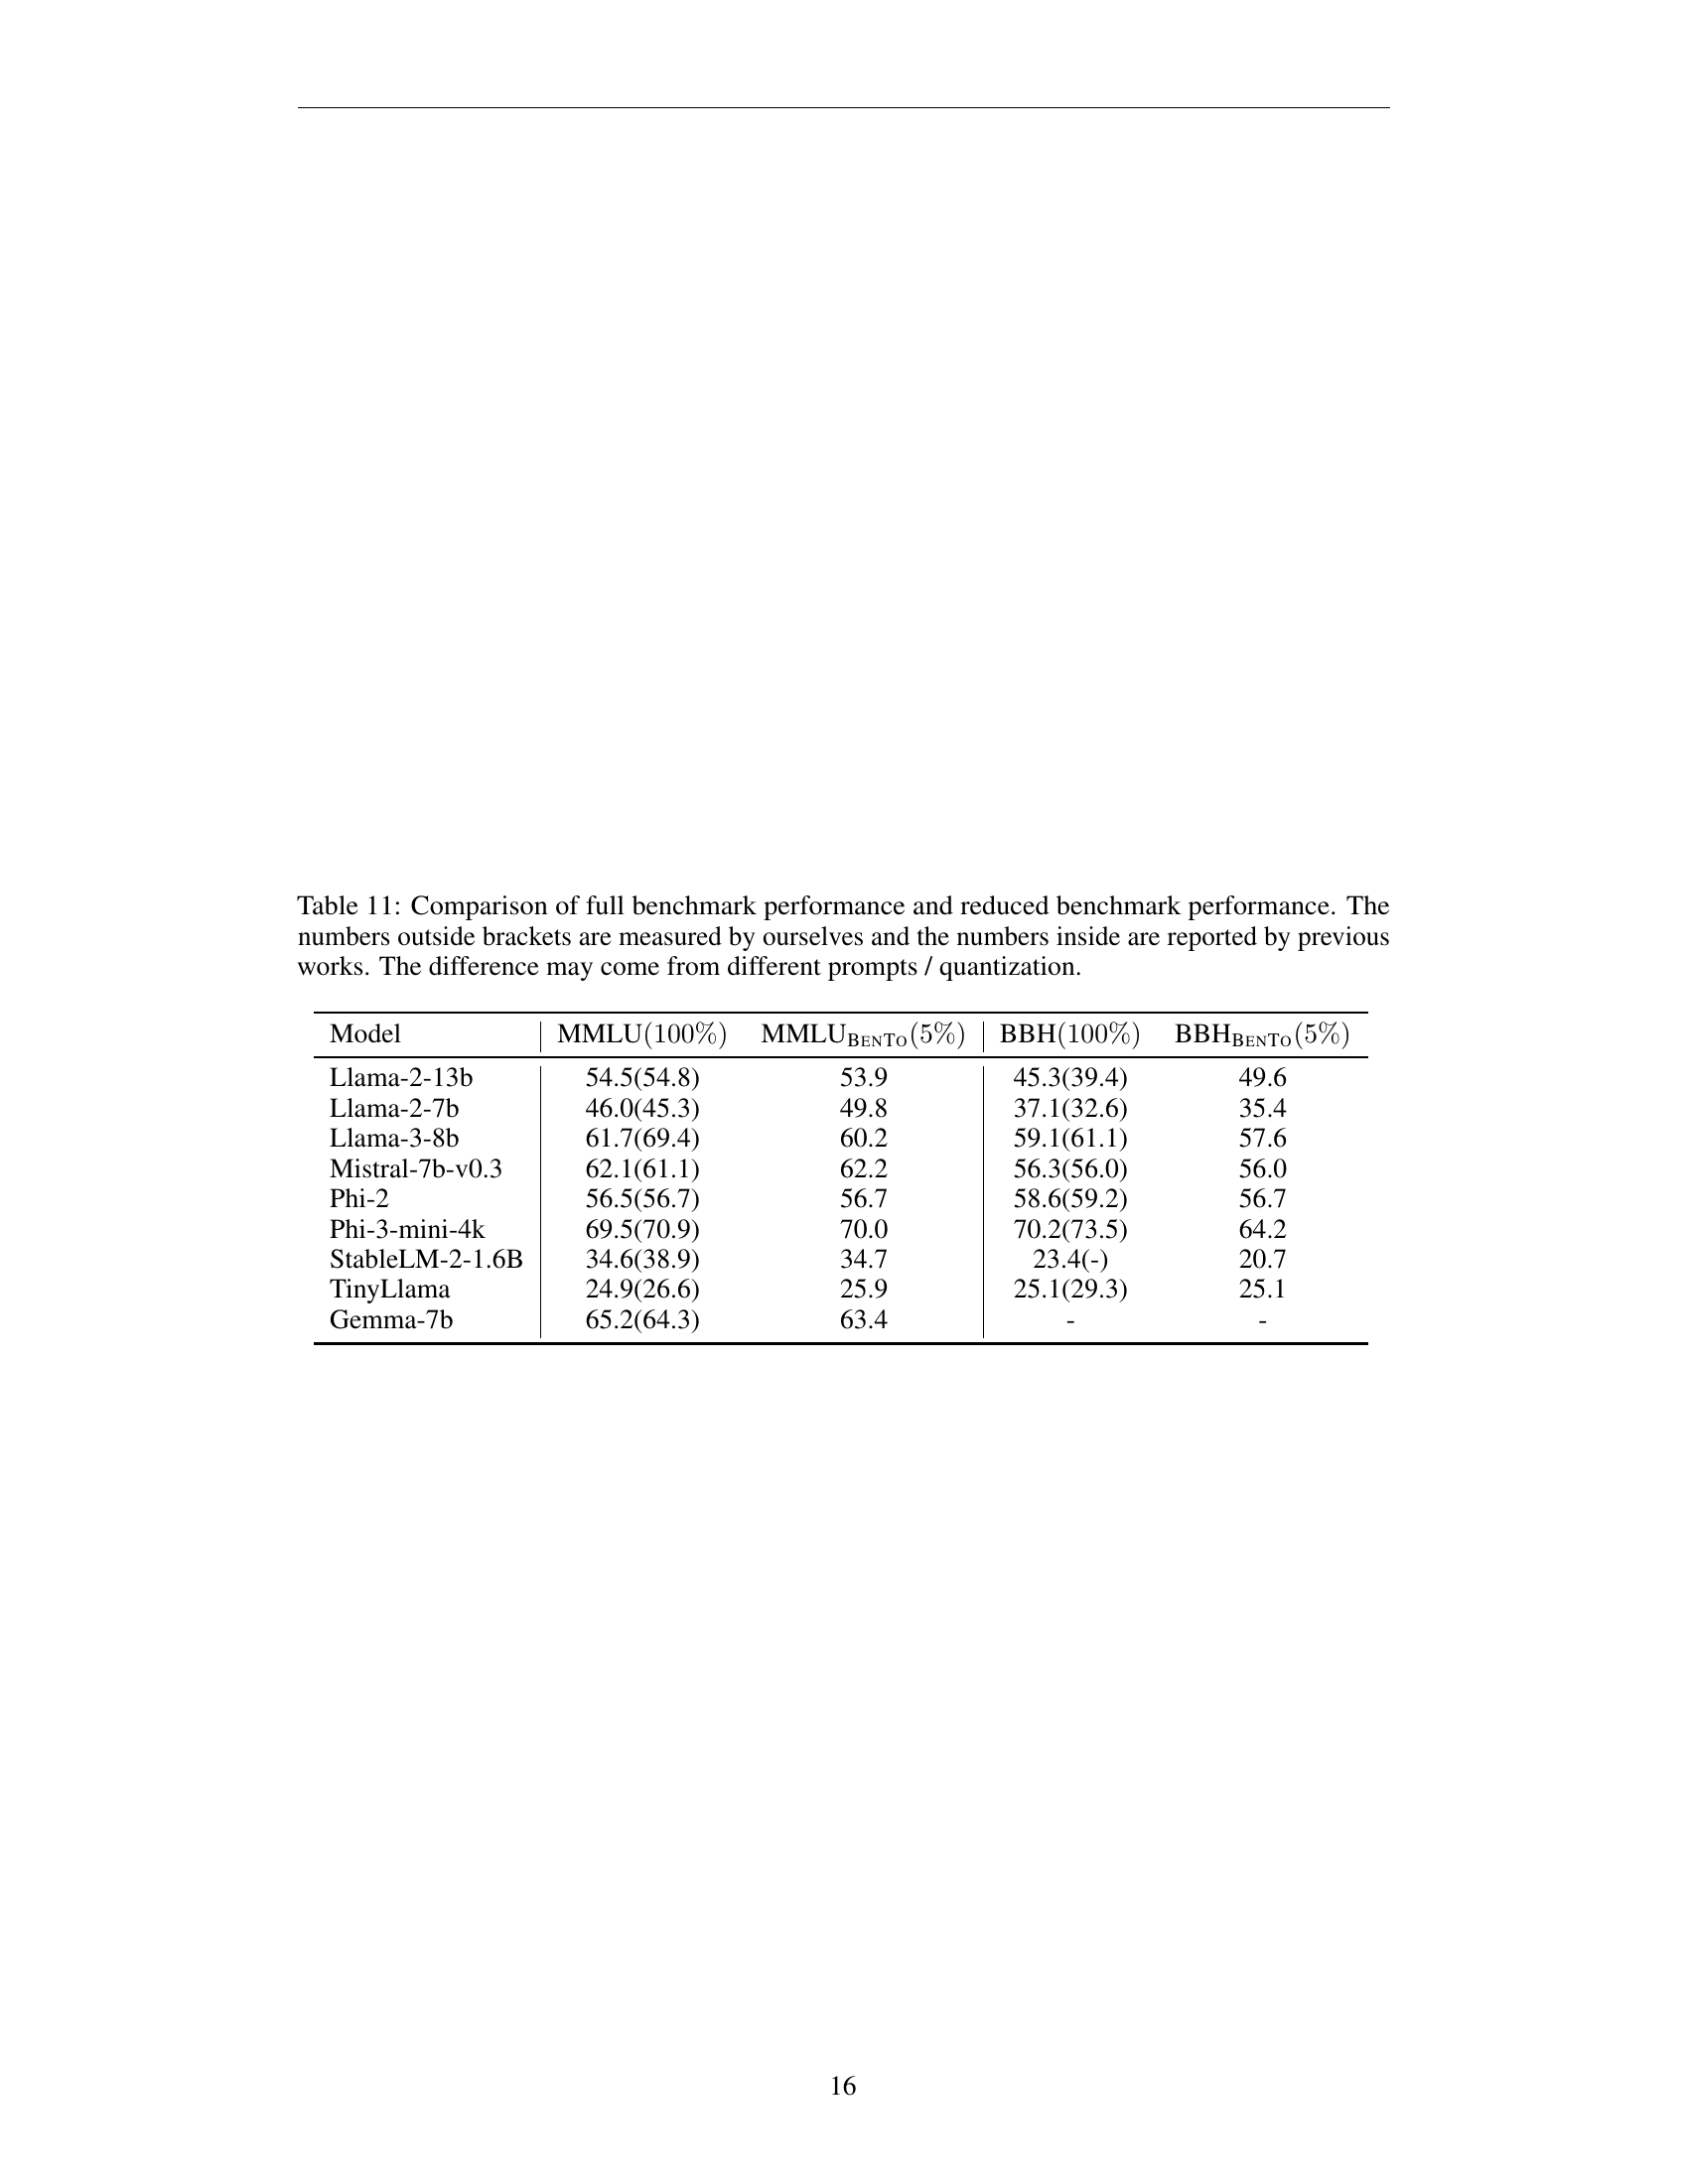 Table 11: Comparison of full benchmark performance and reduced benchmark performance. The
numbers outside brackets are measured by ourselves and the numbers inside are reported by previous
works. The difference may come from different prompts / quantization.
Model MMLU(100%) MMLU_BENTO(5%) BBH(100%) BBH_BENTO(5%)
Llama-2-13b 54.5(54.8) 53.9 45.3(39.4) 49.6
Llama-2-7b 46.0(45.3) 49.8 37.1(32.6) 35.4
Llama-3-8b 61.7(69.4) 60.2 59.1(61.1) 57.6
Mistral-7b-v0.3 62.1(61.1) 62.2 56.3(56.0) 56.0
Phi-2 56.5(56.7) 56.7 58.6(59.2) 56.7
Phi-3-mini-4k 69.5(70.9) 70.0 70.2(73.5) 64.2
StableLM-2-1.6B 34.6(38.9) 34.7 23.4(-) 20.7
TinyLlama 24.9(26.6) 25.9 25.1(29.3) 25.1
Gemma-7b 65.2(64.3) 63.4 - -
16